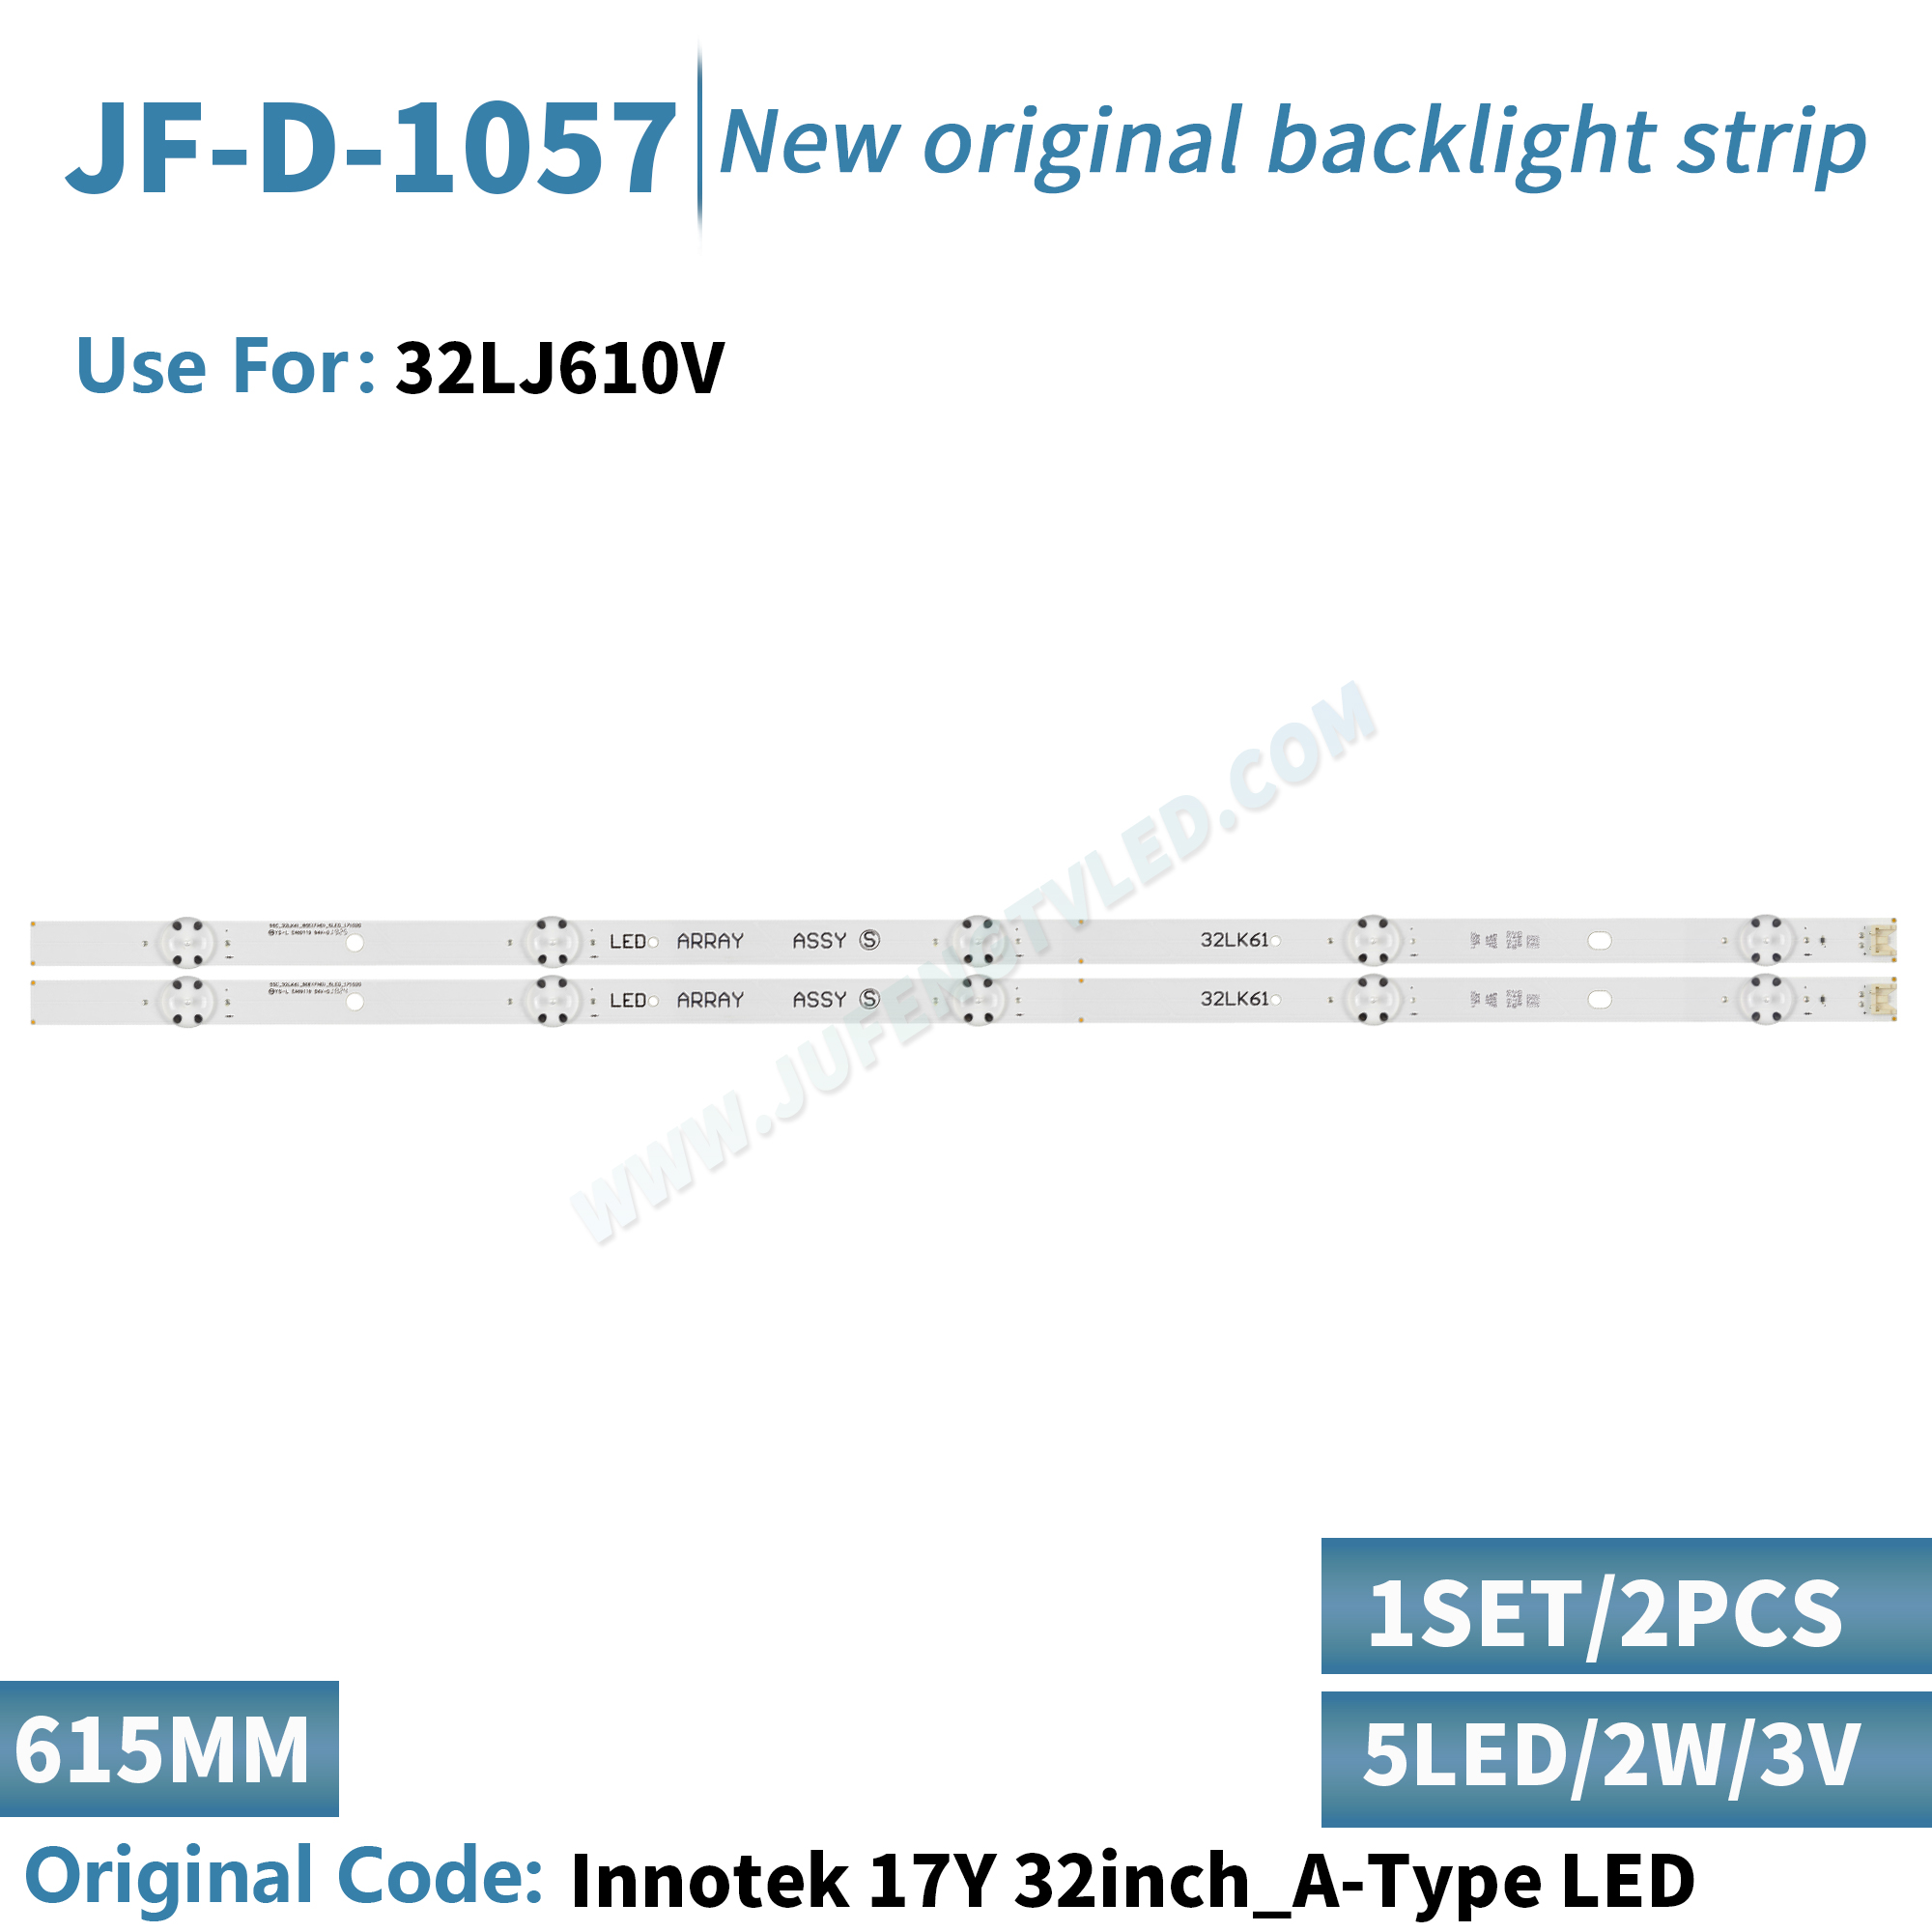 JF-D-1057
New original backlight strip
Use For: 32LJ610V
WWW.JUFENGTVLED.COM
LED ARRAY ASSY S 32LK61
LED ARRAY ASSY S 32LK61
1SET/2PCS
615MM
5LED/2W/3V
Original Code: Innotek 17Y 32inch_A-Type LED